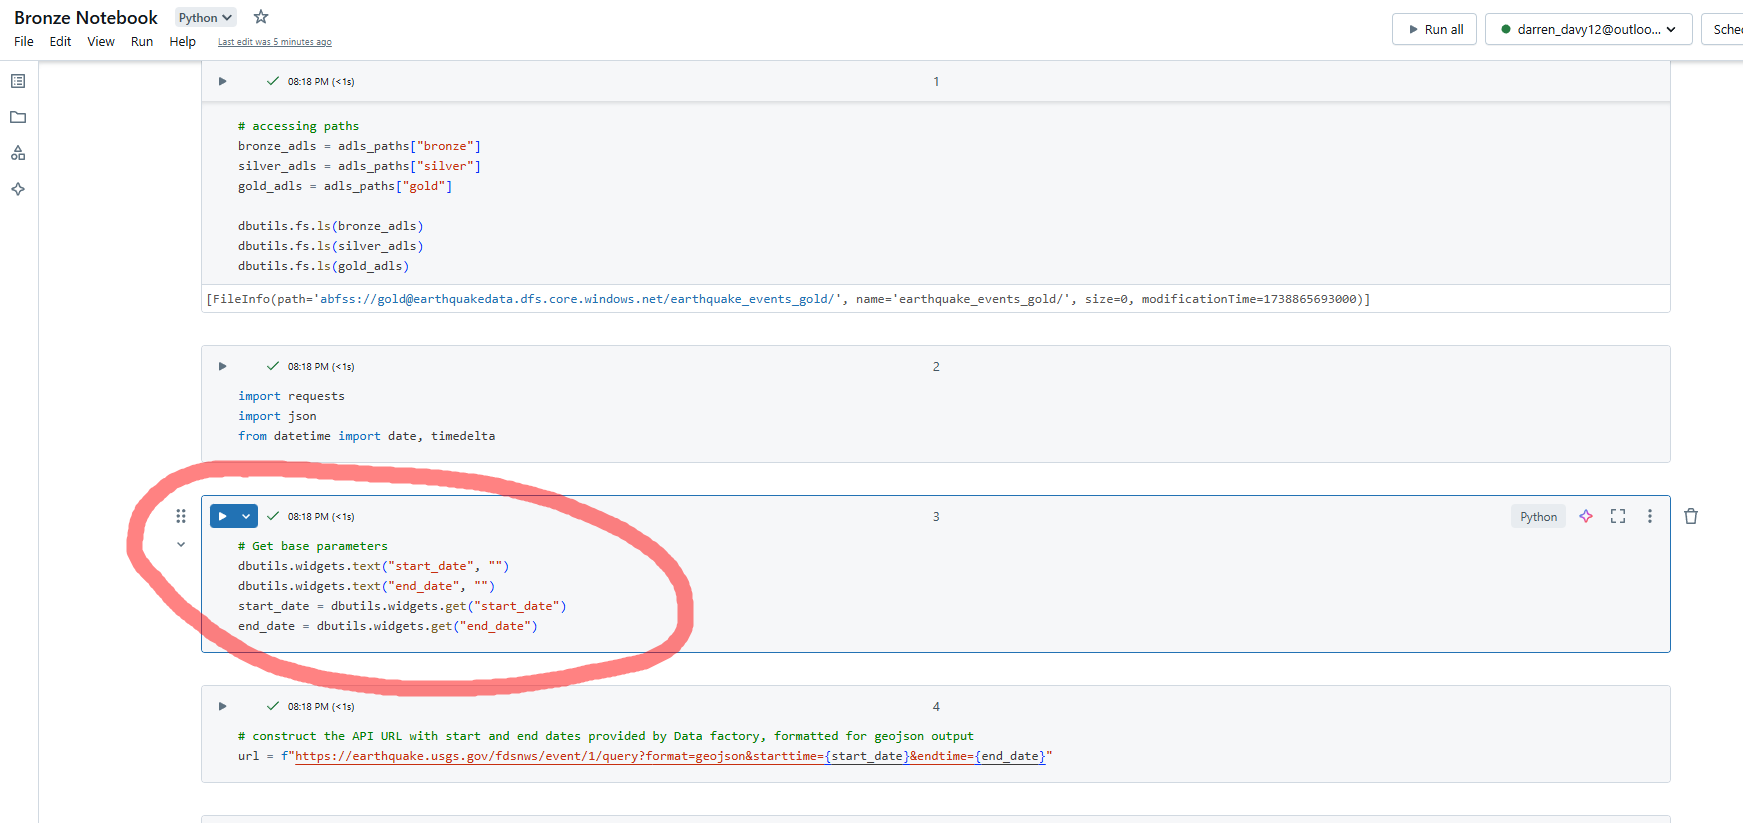 Bronze Notebook Python
File Edit View Run Help Last edit was 5 minutes ago
Run all darren_davy12@outloo... Sche
08:18 PM (<1s) 1
# accessing paths
bronze_adls = adls_paths["bronze"]
silver_adls = adls_paths["silver"]
gold_adls = adls_paths["gold"]
dbutils.fs.ls(bronze_adls)
dbutils.fs.ls(silver_adls)
dbutils.fs.ls(gold_adls)
[FileInfo(path='abfss://gold@earthquakedata.dfs.core.windows.net/earthquake_events_gold/', name='earthquake_events_gold/', size=0, modificationTime=1738865693000)]
08:18 PM (<1s) 2
import requests
import json
from datetime import date, timedelta
08:18 PM (<1s) 3 Python
# Get base parameters
dbutils.widgets.text("start_date", "")
dbutils.widgets.text("end_date", "")
start_date = dbutils.widgets.get("start_date")
end_date = dbutils.widgets.get("end_date")
08:18 PM (<1s) 4
# construct the API URL with start and end dates provided by Data factory, formatted for geojson output
url = f"https://earthquake.usgs.gov/fdsnws/event/1/query?format=geojson&starttime={start_date}&endtime={end_date}"